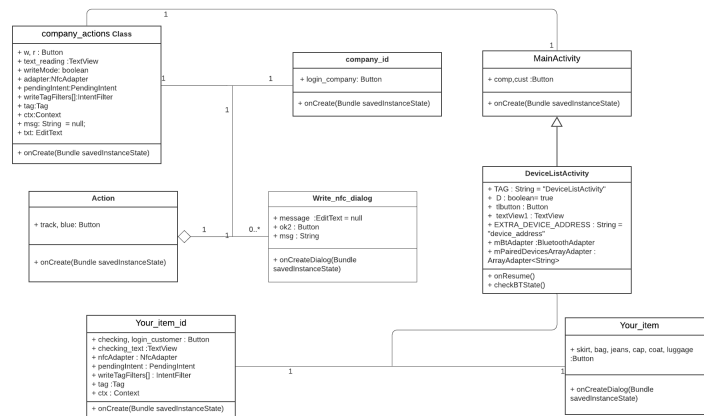 1
company_actions Class
+ w, r : Button
+ text_reading :TextView
+ writeMode: boolean
+ adapter:NfcAdapter
+ pendingIntent:PendingIntent
+ writeTagFilters[]:IntentFilter
+ tag:Tag
+ ctx:Context
+ msg: String = null;
+ txt: EditText
+ onCreate(Bundle savedInstanceState)
1
1
1
company_id
+ login_company: Button
+ onCreate(Bundle savedInstanceState)
1
MainActivity
+ comp,cust :Button
+ onCreate(Bundle savedInstanceState)
Action
+ track, blue: Button
+ onCreate(Bundle savedInstanceState)
1
1
0..*
Write_nfc_dialog
+ message :EditText = null
+ ok2 : Button
+ msg : String
+ onCreateDialog(Bundle
savedInstanceState)
DeviceListActivity
+ TAG : String = "DeviceListActivity"
+ D : boolean= true
+ tlbutton : Button
+ textView1 : TextView
+ EXTRA_DEVICE_ADDRESS : String =
"device_address"
+ mBtAdapter :BluetoothAdapter
+ mPairedDevicesArrayAdapter :
ArrayAdapter<String>
+ onResume()
+ checkBTState()
Your_item_id
+ checking, login_customer : Button
+ checking_text :TextView
+ nfcAdapter : NfcAdapter
+ pendingIntent : PendingIntent
+ writeTagFilters[] : IntentFilter
+ tag :Tag
+ ctx : Context
+ onCreate(Bundle savedInstanceState)
1
1
Your_item
+ skirt, bag, jeans, cap, coat, luggage
:Button
+ onCreateDialog(Bundle
savedInstanceState)